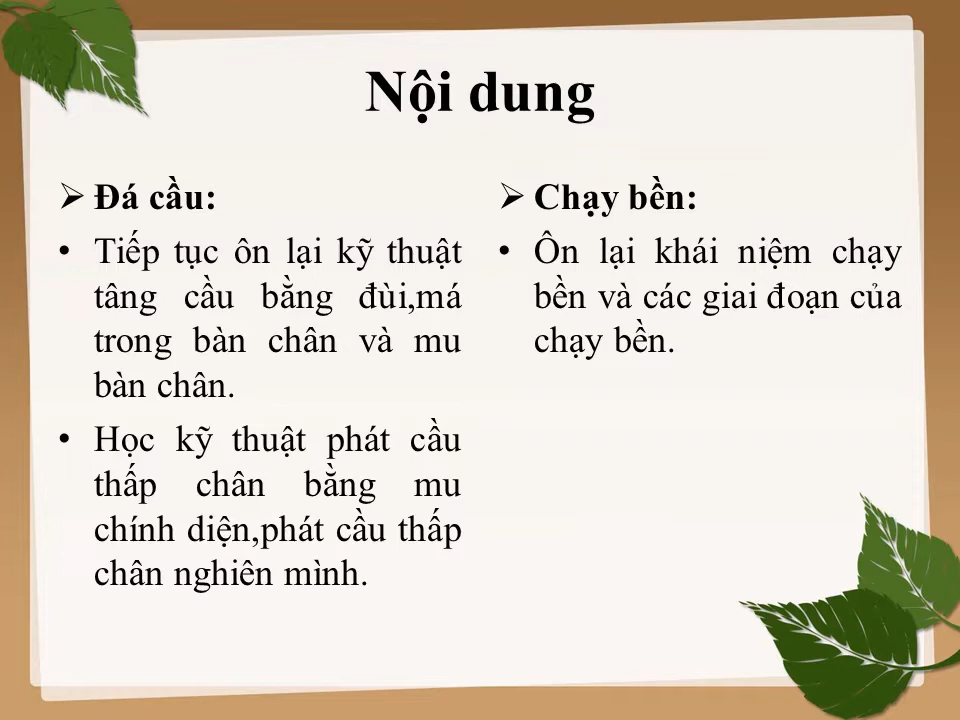 Nội dung
Đá cầu:
• Tiếp tục ôn lại kỹ thuật
tâng cầu bằng đùi,má
trong bàn chân và mu
bàn chân.
• Học kỹ thuật phát cầu
thấp chân bằng mu
chính diện,phát cầu thấp
chân nghiên mình.
Chạy bền:
• Ôn lại khái niệm chạy
bền và các giai đoạn của
chạy bền.